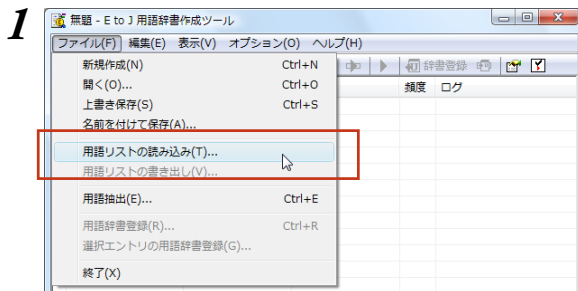 1
無題 - E to J 用語辞書作成ツール
ファイル(F) 編集(E) 表示(V) オプション(O) ヘルプ(H)
新規作成(N) Ctrl+N
辞書登録
開く(O)... Ctrl+O
頻度 ログ
上書き保存(S) Ctrl+S
名前を付けて保存(A)...
用語リストの読み込み(T)...
用語リストの書き出し(V)...
用語抽出(E)... Ctrl+E
用語辞書登録(R)... Ctrl+R
選択エントリの用語辞書登録(G)...
終了(X)